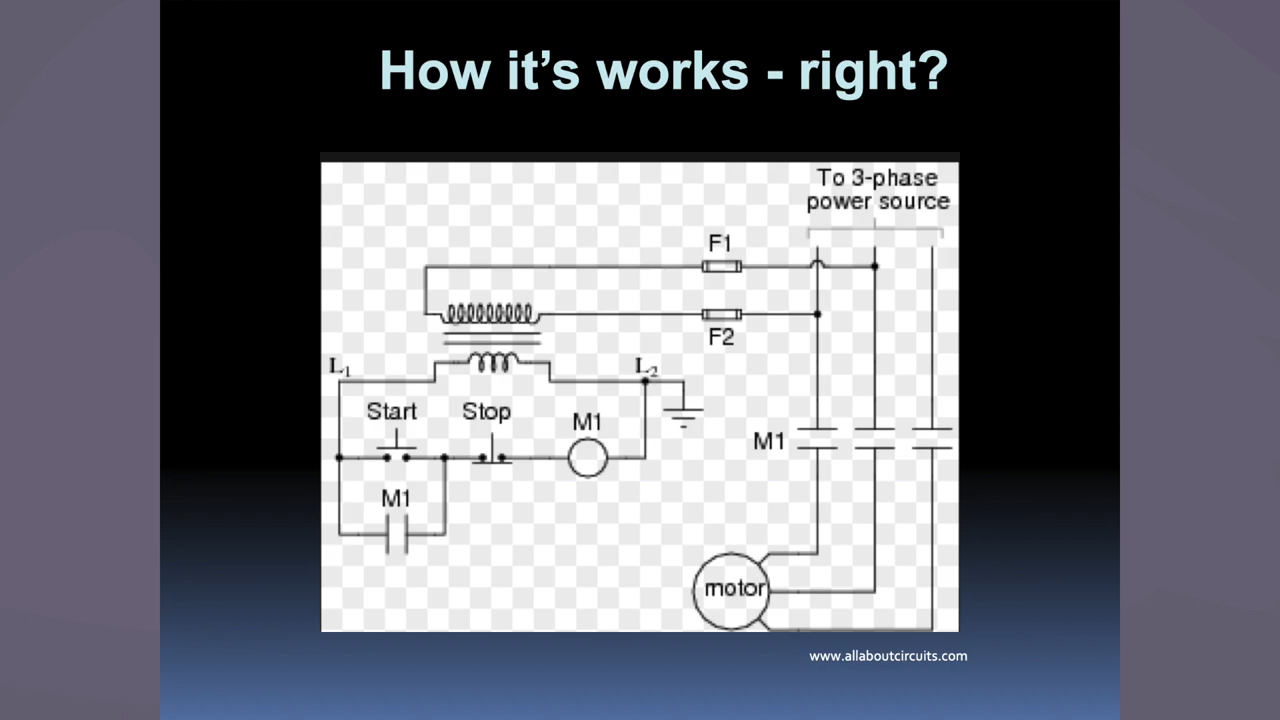 How it's works - right?
To 3-phase
power source
F1
F2
L1
L2
Start
Stop
M1
M1
M1
motor
www.allaboutcircuits.com